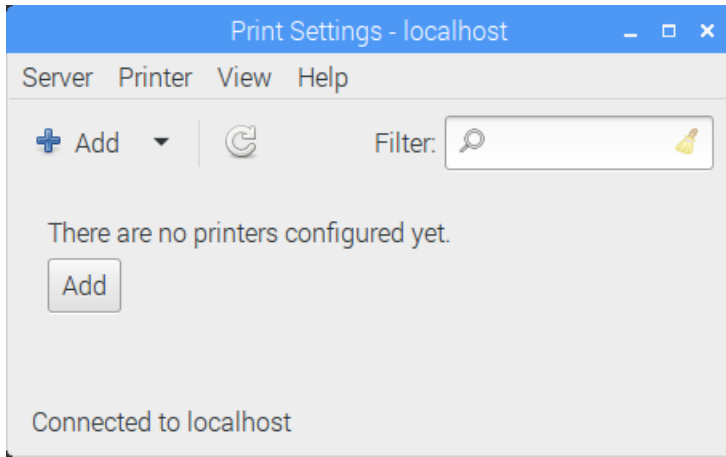 Print Settings - localhost
Server Printer View Help
Add Filter:
There are no printers configured yet.
Add
Connected to localhost